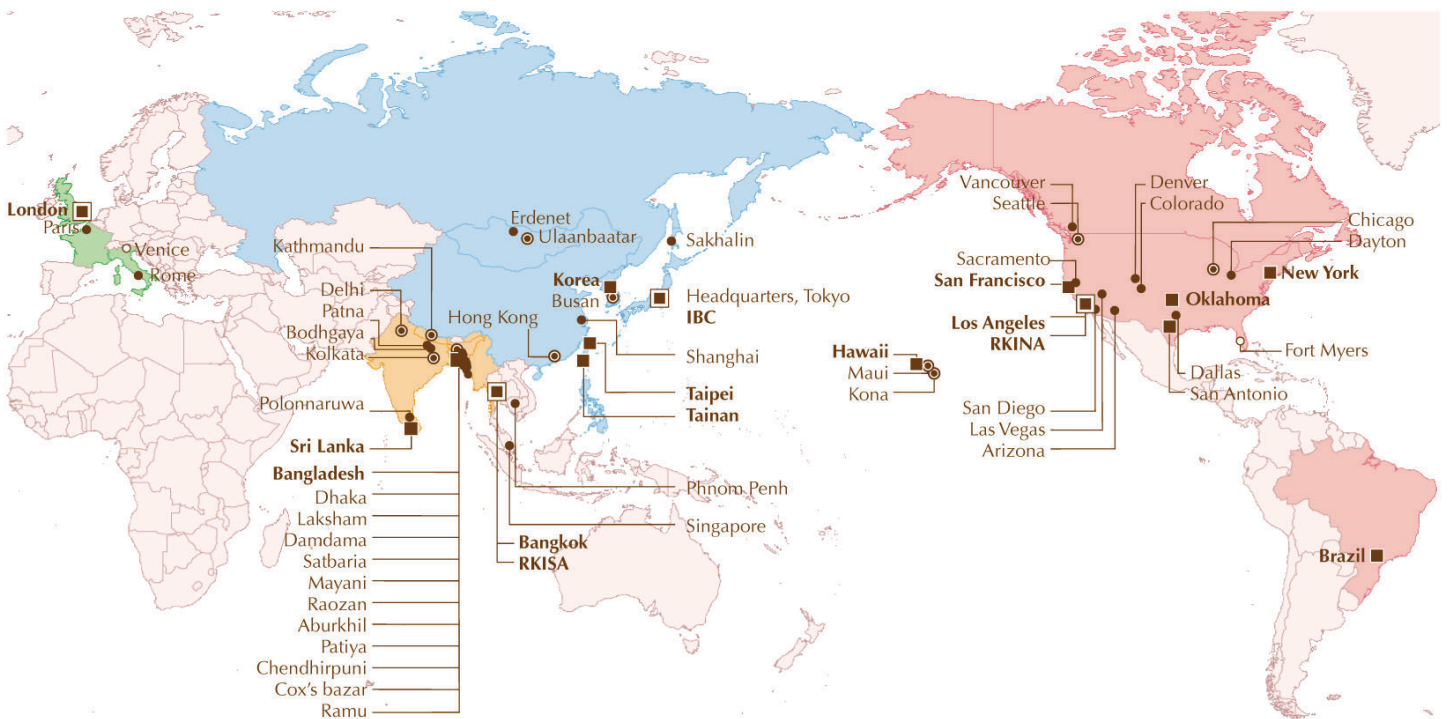 London
Paris
Venice
Rome
Kathmandu
Delhi
Patna
Bodhgaya
Kolkata
Polonnaruwa
Sri Lanka
Bangladesh
Dhaka
Laksham
Damdama
Satbaria
Mayani
Raozan
Aburkhil
Patiya
Chendhirpuni
Cox's bazar
Ramu
Erdenet
Ulaanbaatar
Sakhalin
Korea
Busan
Headquarters, Tokyo
IBC
Hong Kong
Shanghai
Taipei
Tainan
Phnom Penh
Singapore
Bangkok
RKISA
Hawaii
Maui
Kona
Vancouver
Seattle
Denver
Colorado
Chicago
Dayton
Sacramento
San Francisco
New York
Oklahoma
Los Angeles
RKINA
Fort Myers
Dallas
San Antonio
San Diego
Las Vegas
Arizona
Brazil